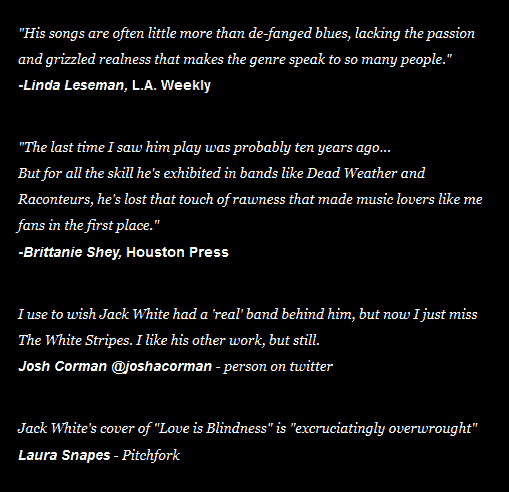 "His songs are often little more than de-fanged blues, lacking the passion
and grizzled realness that makes the genre speak to so many people."
-Linda Leseman, L.A. Weekly
"The last time I saw him play was probably ten years ago...
But for all the skill he's exhibited in bands like Dead Weather and
Raconteurs, he's lost that touch of rawness that made music lovers like me
fans in the first place."
-Brittanie Shey, Houston Press
I use to wish Jack White had a 'real' band behind him, but now I just miss
The White Stripes. I like his other work, but still.
Josh Corman @joshacorman - person on twitter
Jack White's cover of "Love is Blindness" is "excruciatingly overwrought"
Laura Snapes - Pitchfork